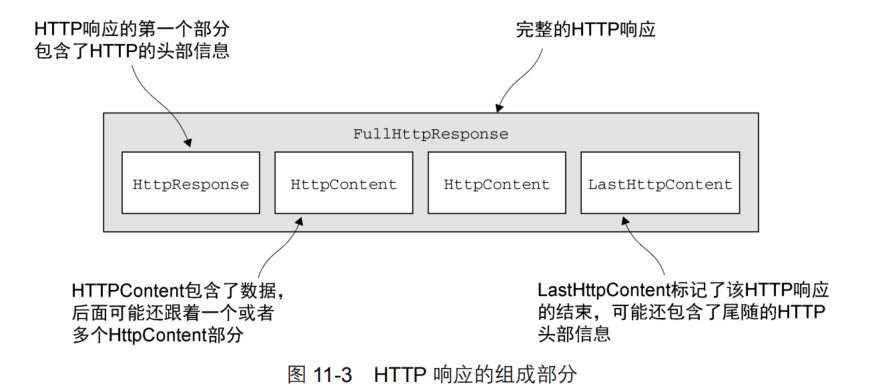 HTTP响应的第一个部分
包含了HTTP的头部信息
完整的HTTP响应
FullHttpResponse
HttpResponse
HttpContent
HttpContent
LastHttpContent
HTTPContent包含了数据，
后面可能还跟着一个或者
多个HttpContent部分
LastHttpContent标记了该HTTP响应
的结束，可能还包含了尾随的HTTP
头部信息
图 11-3 HTTP 响应的组成部分